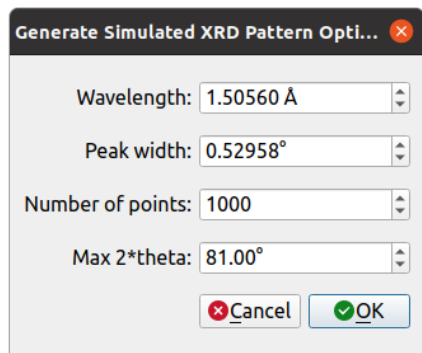 Generate Simulated XRD Pattern Opti...
Wavelength: 1.50560 Å
Peak width: 0.52958°
Number of points: 1000
Max 2*theta: 81.00°
Cancel OK